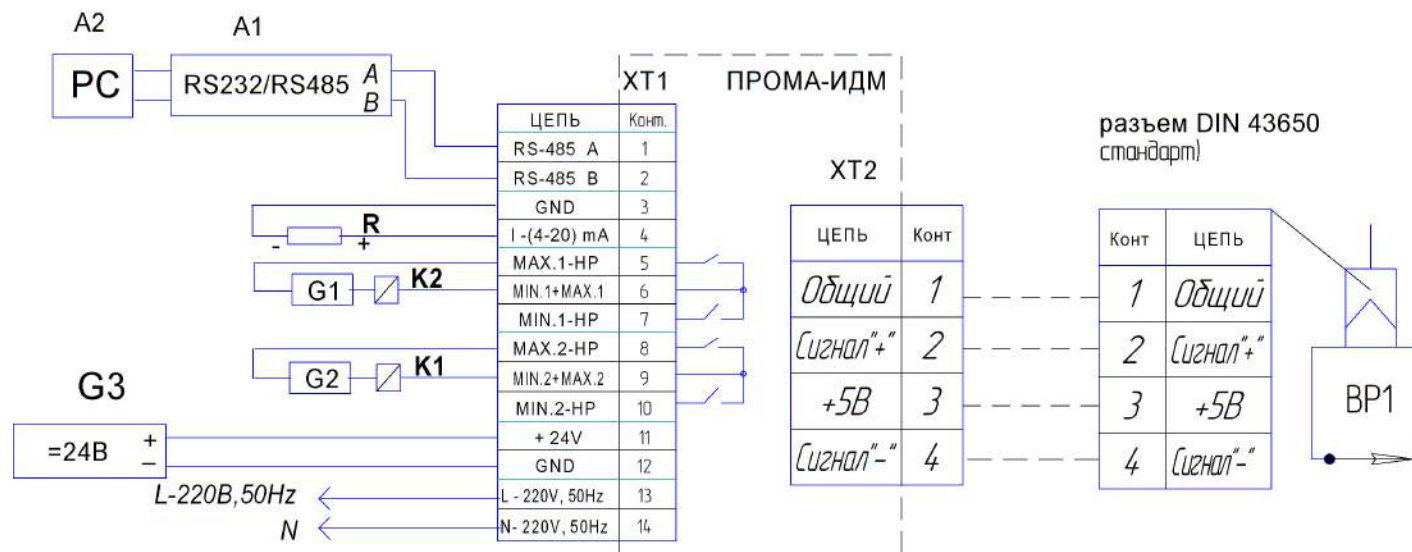 A2
A1
PC
RS232/RS485
A
B
XT1
ПРОМА-ИДМ
ЦЕПЬ Конт.
RS-485 A 1
RS-485 B 2
GND 3
I -(4-20) mA 4
MAX.1-HP 5
MIN.1+MAX.1 6
MIN.1-HP 7
MAX.2-HP 8
MIN.2+MAX.2 9
MIN.2-HP 10
+ 24V 11
GND 12
L - 220V, 50Hz 13
N- 220V, 50Hz 14
R
- +
G1
K2
G2
K1
G3
=24В + –
L-220В,50Hz
N
XT2
ЦЕПЬ Конт
Общий 1
Сигнал"+" 2
+5В 3
Сигнал"–" 4
разъем DIN 43650
стандарт)
Конт ЦЕПЬ
1 Общий
2 Сигнал"+"
3 +5В
4 Сигнал"–"
BP1